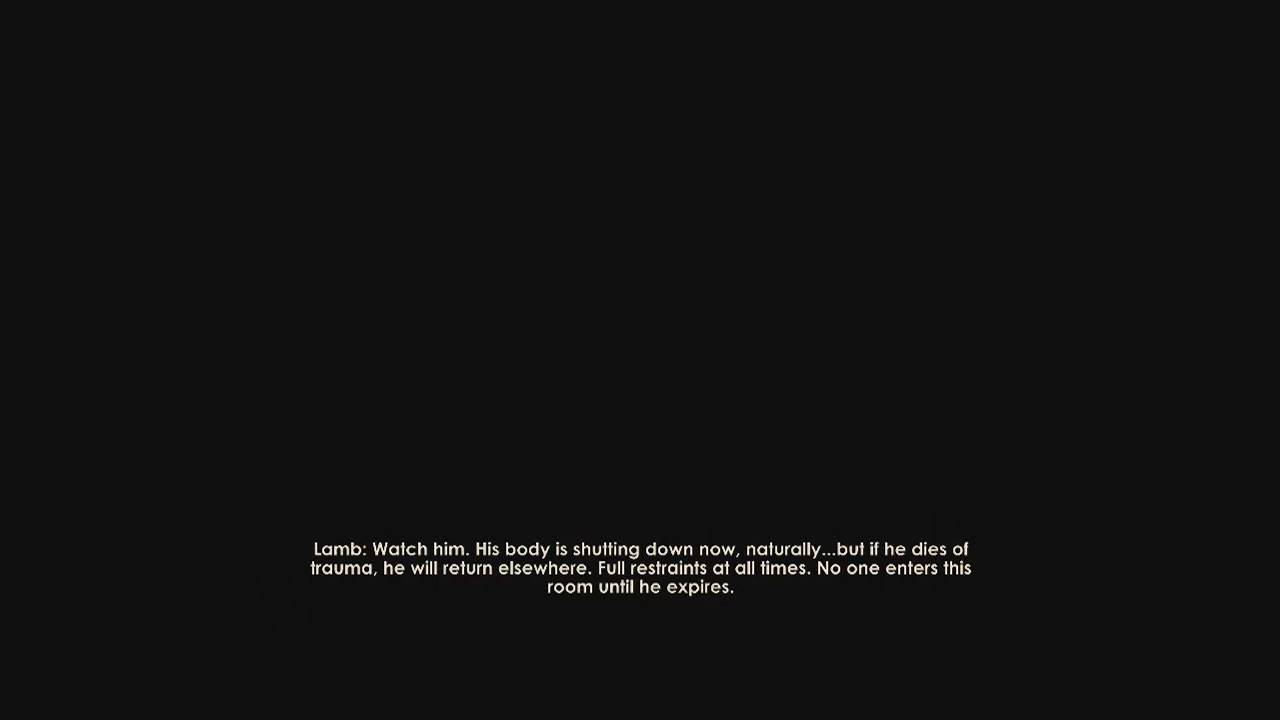 Lamb: Watch him. His body is shutting down now, naturally...but if he dies of
trauma, he will return elsewhere. Full restraints at all times. No one enters this
room until he expires.